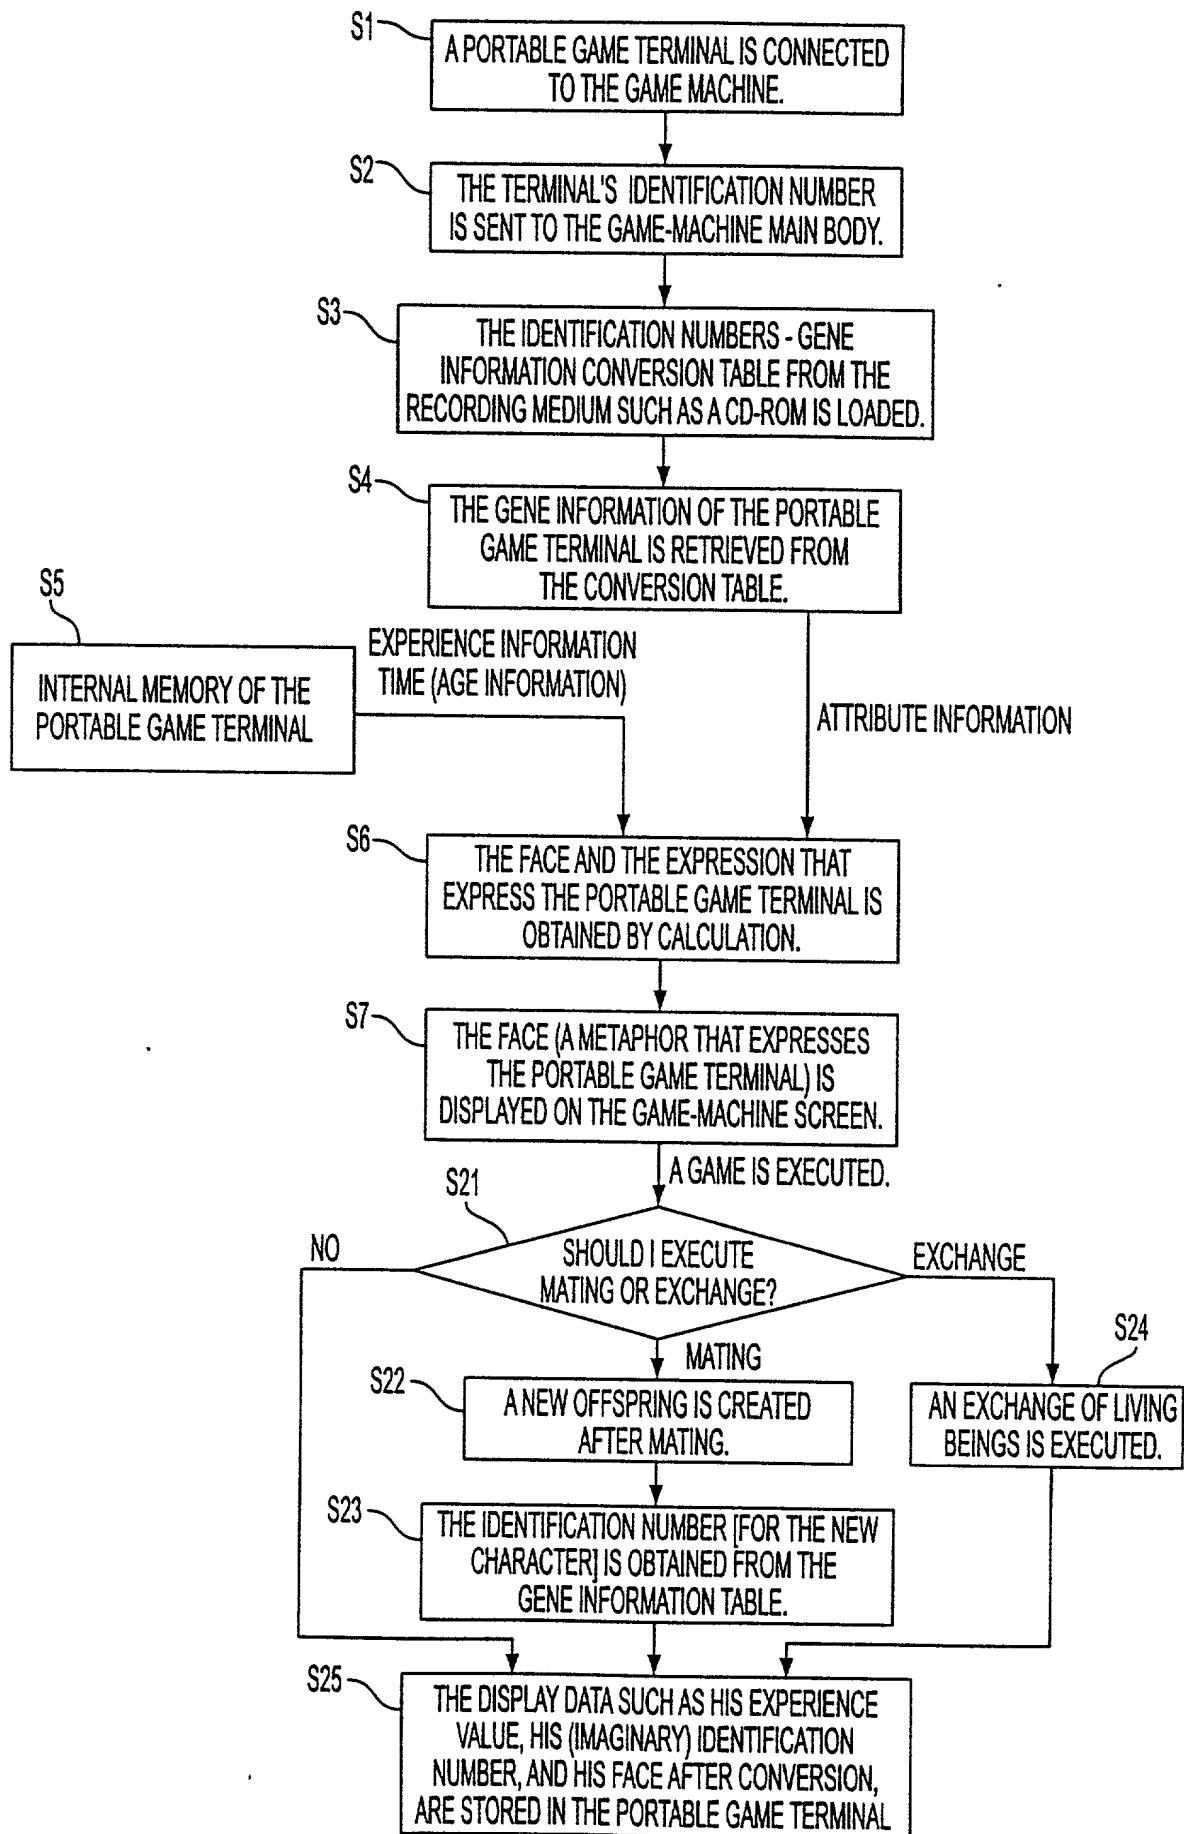 S1
A PORTABLE GAME TERMINAL IS CONNECTED
TO THE GAME MACHINE.
S2
THE TERMINAL'S IDENTIFICATION NUMBER
IS SENT TO THE GAME-MACHINE MAIN BODY.
S3
THE IDENTIFICATION NUMBERS - GENE
INFORMATION CONVERSION TABLE FROM THE
RECORDING MEDIUM SUCH AS A CD-ROM IS LOADED.
S4
THE GENE INFORMATION OF THE PORTABLE
GAME TERMINAL IS RETRIEVED FROM
THE CONVERSION TABLE.
S5
INTERNAL MEMORY OF THE
PORTABLE GAME TERMINAL
EXPERIENCE INFORMATION
TIME (AGE INFORMATION)
ATTRIBUTE INFORMATION
S6
THE FACE AND THE EXPRESSION THAT
EXPRESS THE PORTABLE GAME TERMINAL IS
OBTAINED BY CALCULATION.
S7
THE FACE (A METAPHOR THAT EXPRESSES
THE PORTABLE GAME TERMINAL) IS
DISPLAYED ON THE GAME-MACHINE SCREEN.
A GAME IS EXECUTED.
S21
SHOULD I EXECUTE
MATING OR EXCHANGE?
NO
EXCHANGE
MATING
S22
A NEW OFFSPRING IS CREATED
AFTER MATING.
S24
AN EXCHANGE OF LIVING
BEINGS IS EXECUTED.
S23
THE IDENTIFICATION NUMBER [FOR THE NEW
CHARACTER] IS OBTAINED FROM THE
GENE INFORMATION TABLE.
S25
THE DISPLAY DATA SUCH AS HIS EXPERIENCE
VALUE, HIS (IMAGINARY) IDENTIFICATION
NUMBER, AND HIS FACE AFTER CONVERSION,
ARE STORED IN THE PORTABLE GAME TERMINAL